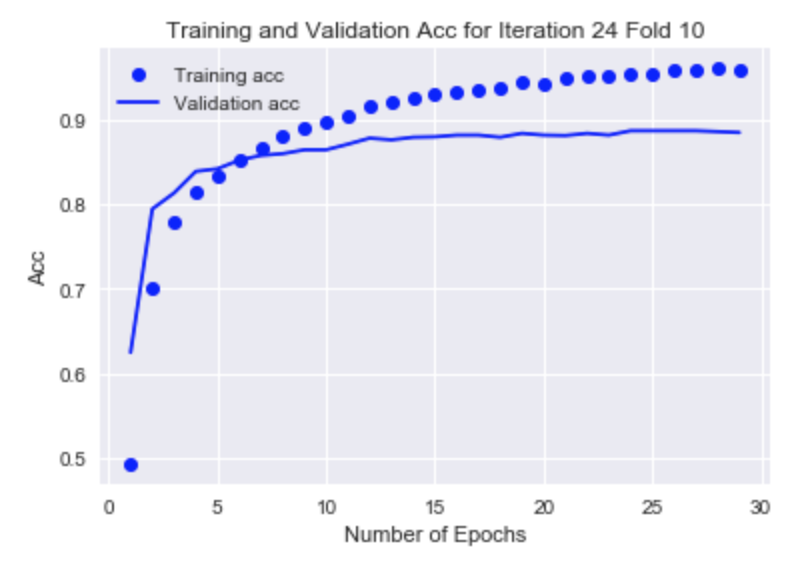 Training and Validation Acc for Iteration 24 Fold 10
Training acc
Validation acc
0.9
0.8
0.7
0.6
0.5
Acc
0 5 10 15 20 25 30
Number of Epochs